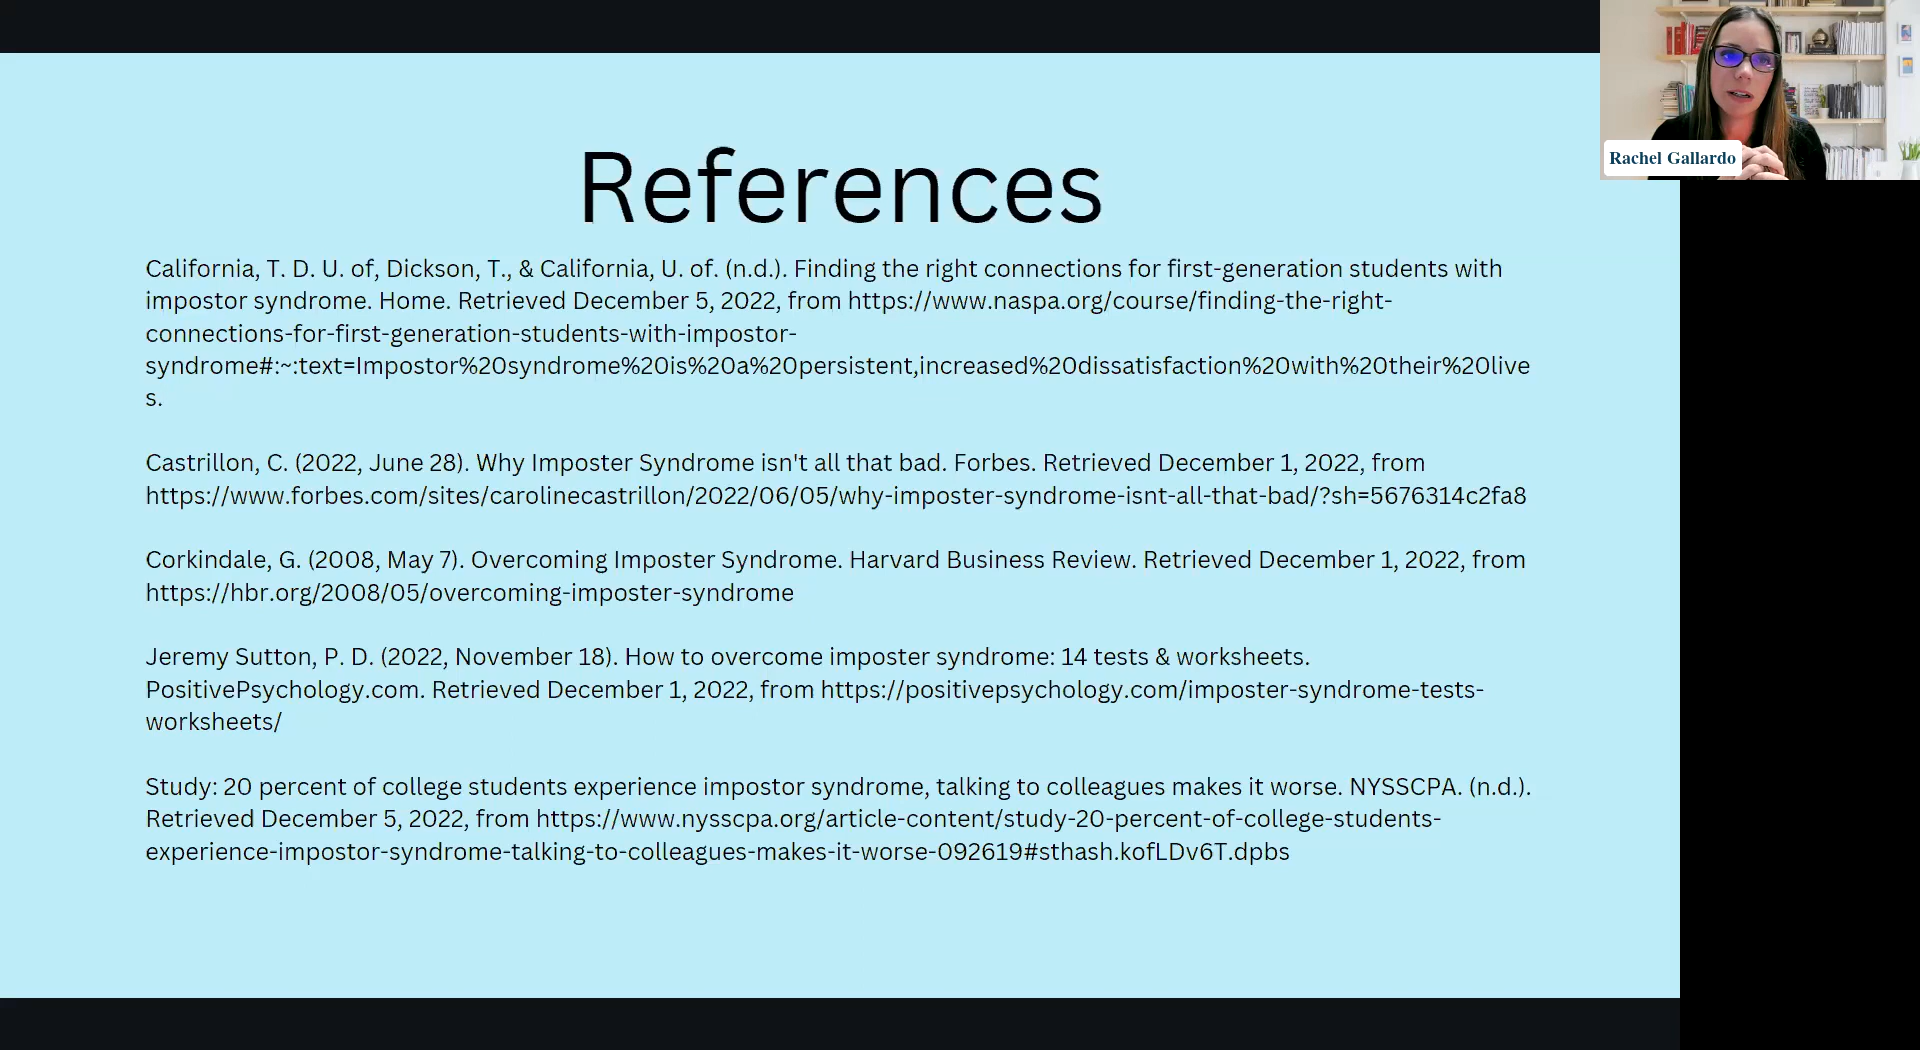 References
California, T. D. U. of, Dickson, T., & California, U. of. (n.d.). Finding the right connections for first-generation students with
impostor syndrome. Home. Retrieved December 5, 2022, from https://www.naspa.org/course/finding-the-right-
connections-for-first-generation-students-with-impostor-
syndrome#:~:text=Impostor%20syndrome%20is%20a%20persistent,increased%20dissatisfaction%20with%20their%20live
s.
Castrillon, C. (2022, June 28). Why Imposter Syndrome isn't all that bad. Forbes. Retrieved December 1, 2022, from
https://www.forbes.com/sites/carolinecastrillon/2022/06/05/why-imposter-syndrome-isnt-all-that-bad/?sh=5676314c2fa8
Corkindale, G. (2008, May 7). Overcoming Imposter Syndrome. Harvard Business Review. Retrieved December 1, 2022, from
https://hbr.org/2008/05/overcoming-imposter-syndrome
Jeremy Sutton, P. D. (2022, November 18). How to overcome imposter syndrome: 14 tests & worksheets.
PositivePsychology.com. Retrieved December 1, 2022, from https://positivepsychology.com/imposter-syndrome-tests-
worksheets/
Study: 20 percent of college students experience impostor syndrome, talking to colleagues makes it worse. NYSSCPA. (n.d.).
Retrieved December 5, 2022, from https://www.nysscpa.org/article-content/study-20-percent-of-college-students-
experience-impostor-syndrome-talking-to-colleagues-makes-it-worse-092619#sthash.kofLDv6T.dpbs
Rachel Gallardo